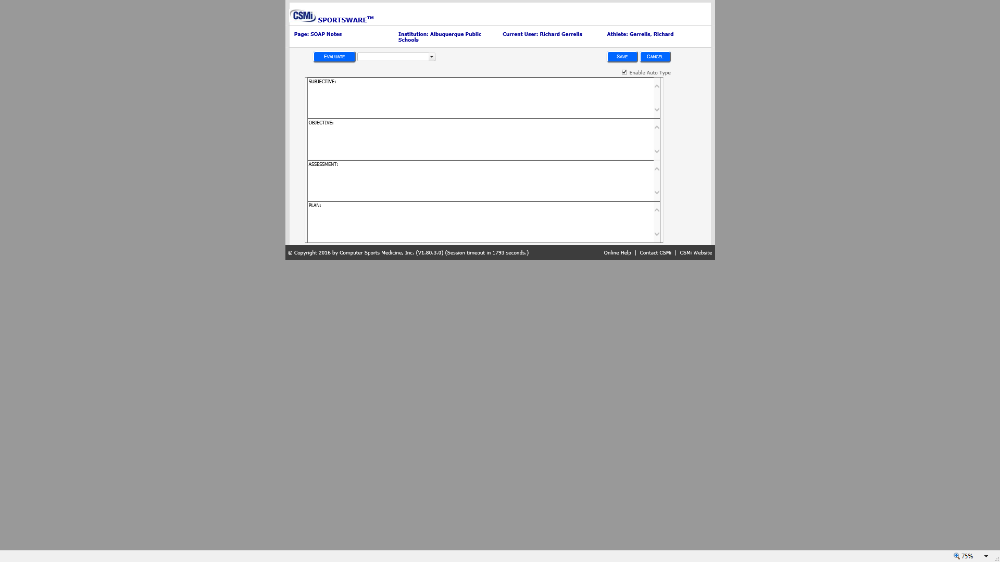 CSMi SPORTSWARE™
Page: SOAP Notes
Institution: Albuquerque Public
Schools
Current User: Richard Gerrells
Athlete: Gerrells, Richard
EVALUATE
SAVE
CANCEL
Enable Auto Type
SUBJECTIVE:
OBJECTIVE:
ASSESSMENT:
PLAN:
© Copyright 2016 by Computer Sports Medicine, Inc. (V1.80.3.0) (Session timeout in 1793 seconds.)
Online Help | Contact CSMi | CSMi Website
75%